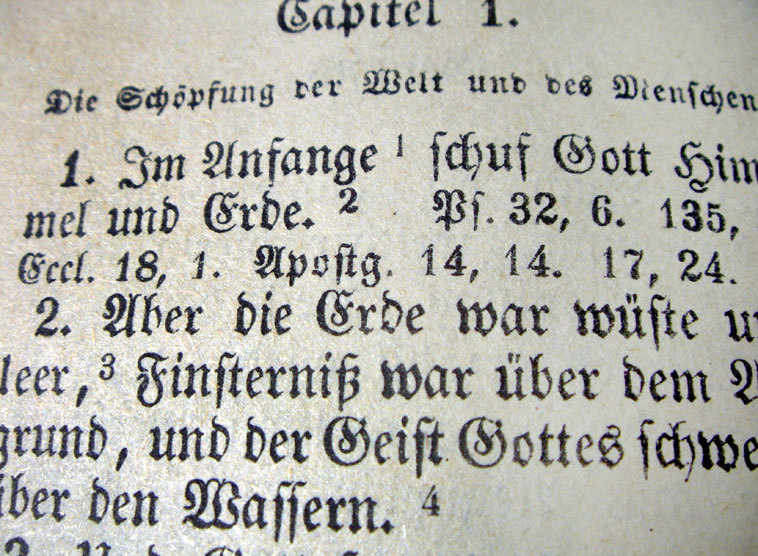 Capitel 1.
Die Schöpfung der Welt und des Menschen
1. Im Anfange ¹ schuf Gott Him
mel und Erde. ² Ps. 32, 6. 135,
Eccl. 18, 1. Apostg. 14, 14. 17, 24.
2. Aber die Erde war wüste u
leer, ³ Finsterniß war über dem A
grund, und der Geist Gottes schwe
über den Wassern. ⁴